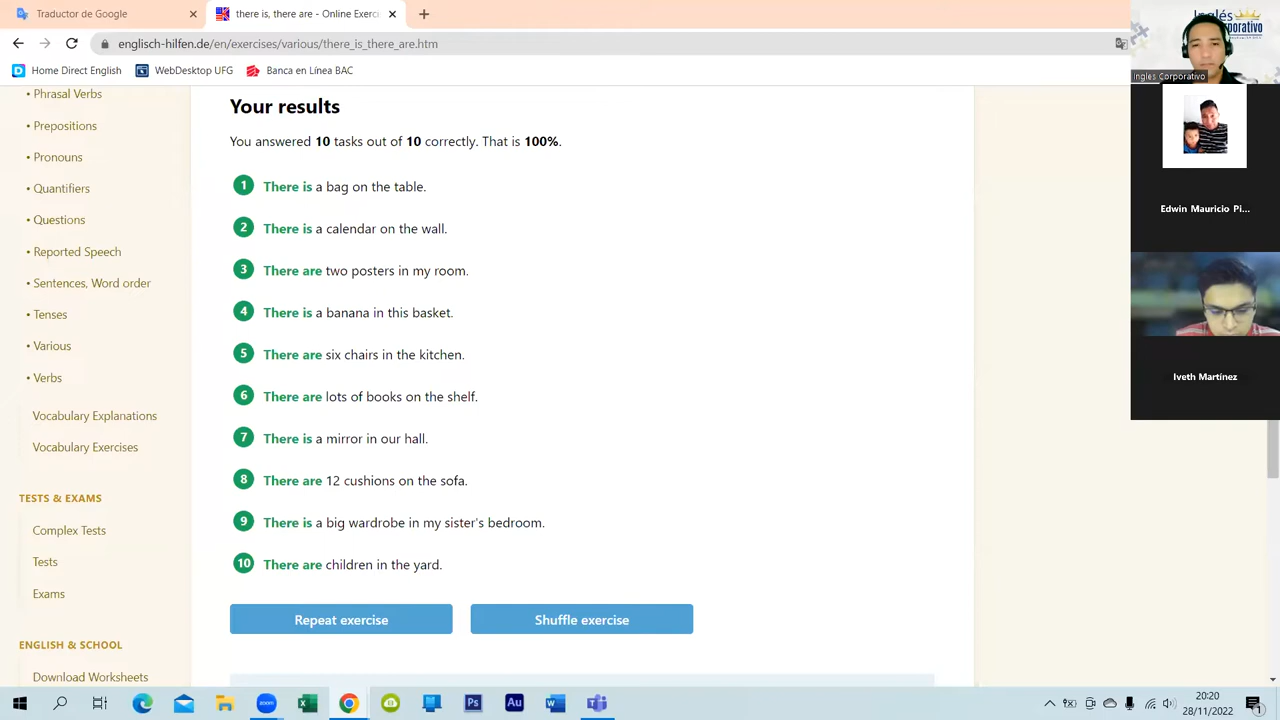 Traductor de Google
there is, there are - Online Exerci
englisch-hilfen.de/en/exercises/various/there_is_there_are.htm
Home Direct English
WebDesktop UFG
Banca en Línea BAC
Inglés
orporativo
Ingles Corporativo
Edwin Mauricio Pi...
Iveth Martínez
• Phrasal Verbs
• Prepositions
• Pronouns
• Quantifiers
• Questions
• Reported Speech
• Sentences, Word order
• Tenses
• Various
• Verbs
Vocabulary Explanations
Vocabulary Exercises
TESTS & EXAMS
Complex Tests
Tests
Exams
ENGLISH & SCHOOL
Download Worksheets
Your results
You answered 10 tasks out of 10 correctly. That is 100%.
1 There is a bag on the table.
2 There is a calendar on the wall.
3 There are two posters in my room.
4 There is a banana in this basket.
5 There are six chairs in the kitchen.
6 There are lots of books on the shelf.
7 There is a mirror in our hall.
8 There are 12 cushions on the sofa.
9 There is a big wardrobe in my sister's bedroom.
10 There are children in the yard.
Repeat exercise
Shuffle exercise
zoom
Ps
Au
20:20
28/11/2022
1